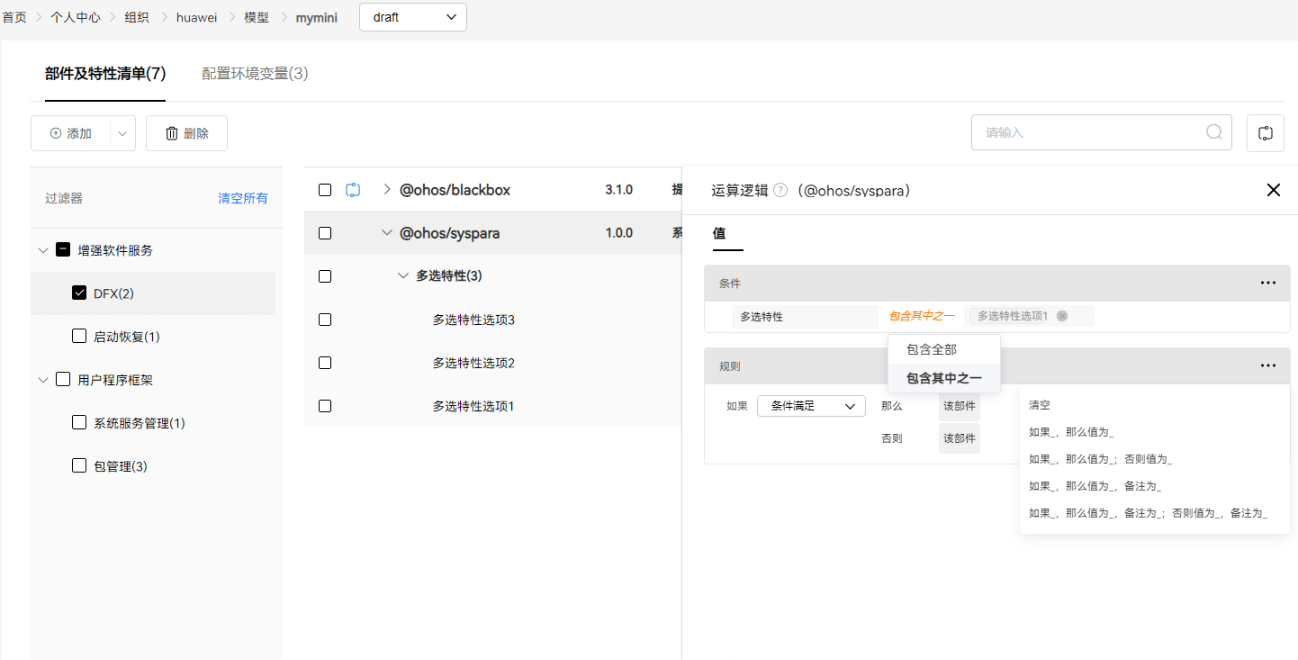 首页 > 个人中心 > 组织 > huawei > 模型 > mymini draft
部件及特性清单(7) 配置环境变量(3)
添加 删除 请输入
过滤器 清空所有
增强软件服务
DFX(2)
启动恢复(1)
用户程序框架
系统服务管理(1)
包管理(3)
@ohos/blackbox 3.1.0
@ohos/syspara 1.0.0 系
多选特性(3)
多选特性选项3
多选特性选项2
多选特性选项1
运算逻辑 ? (@ohos/syspara)
值
条件 ...
多选特性 包含其中之一 多选特性选项1
包含全部
包含其中之一
规则 ...
如果 条件满足 那么 该部件
否则 该部件
清空
如果_，那么值为_
如果_，那么值为_；否则值为_
如果_，那么值为_，备注为_
如果_，那么值为_，备注为_；否则值为_，备注为_